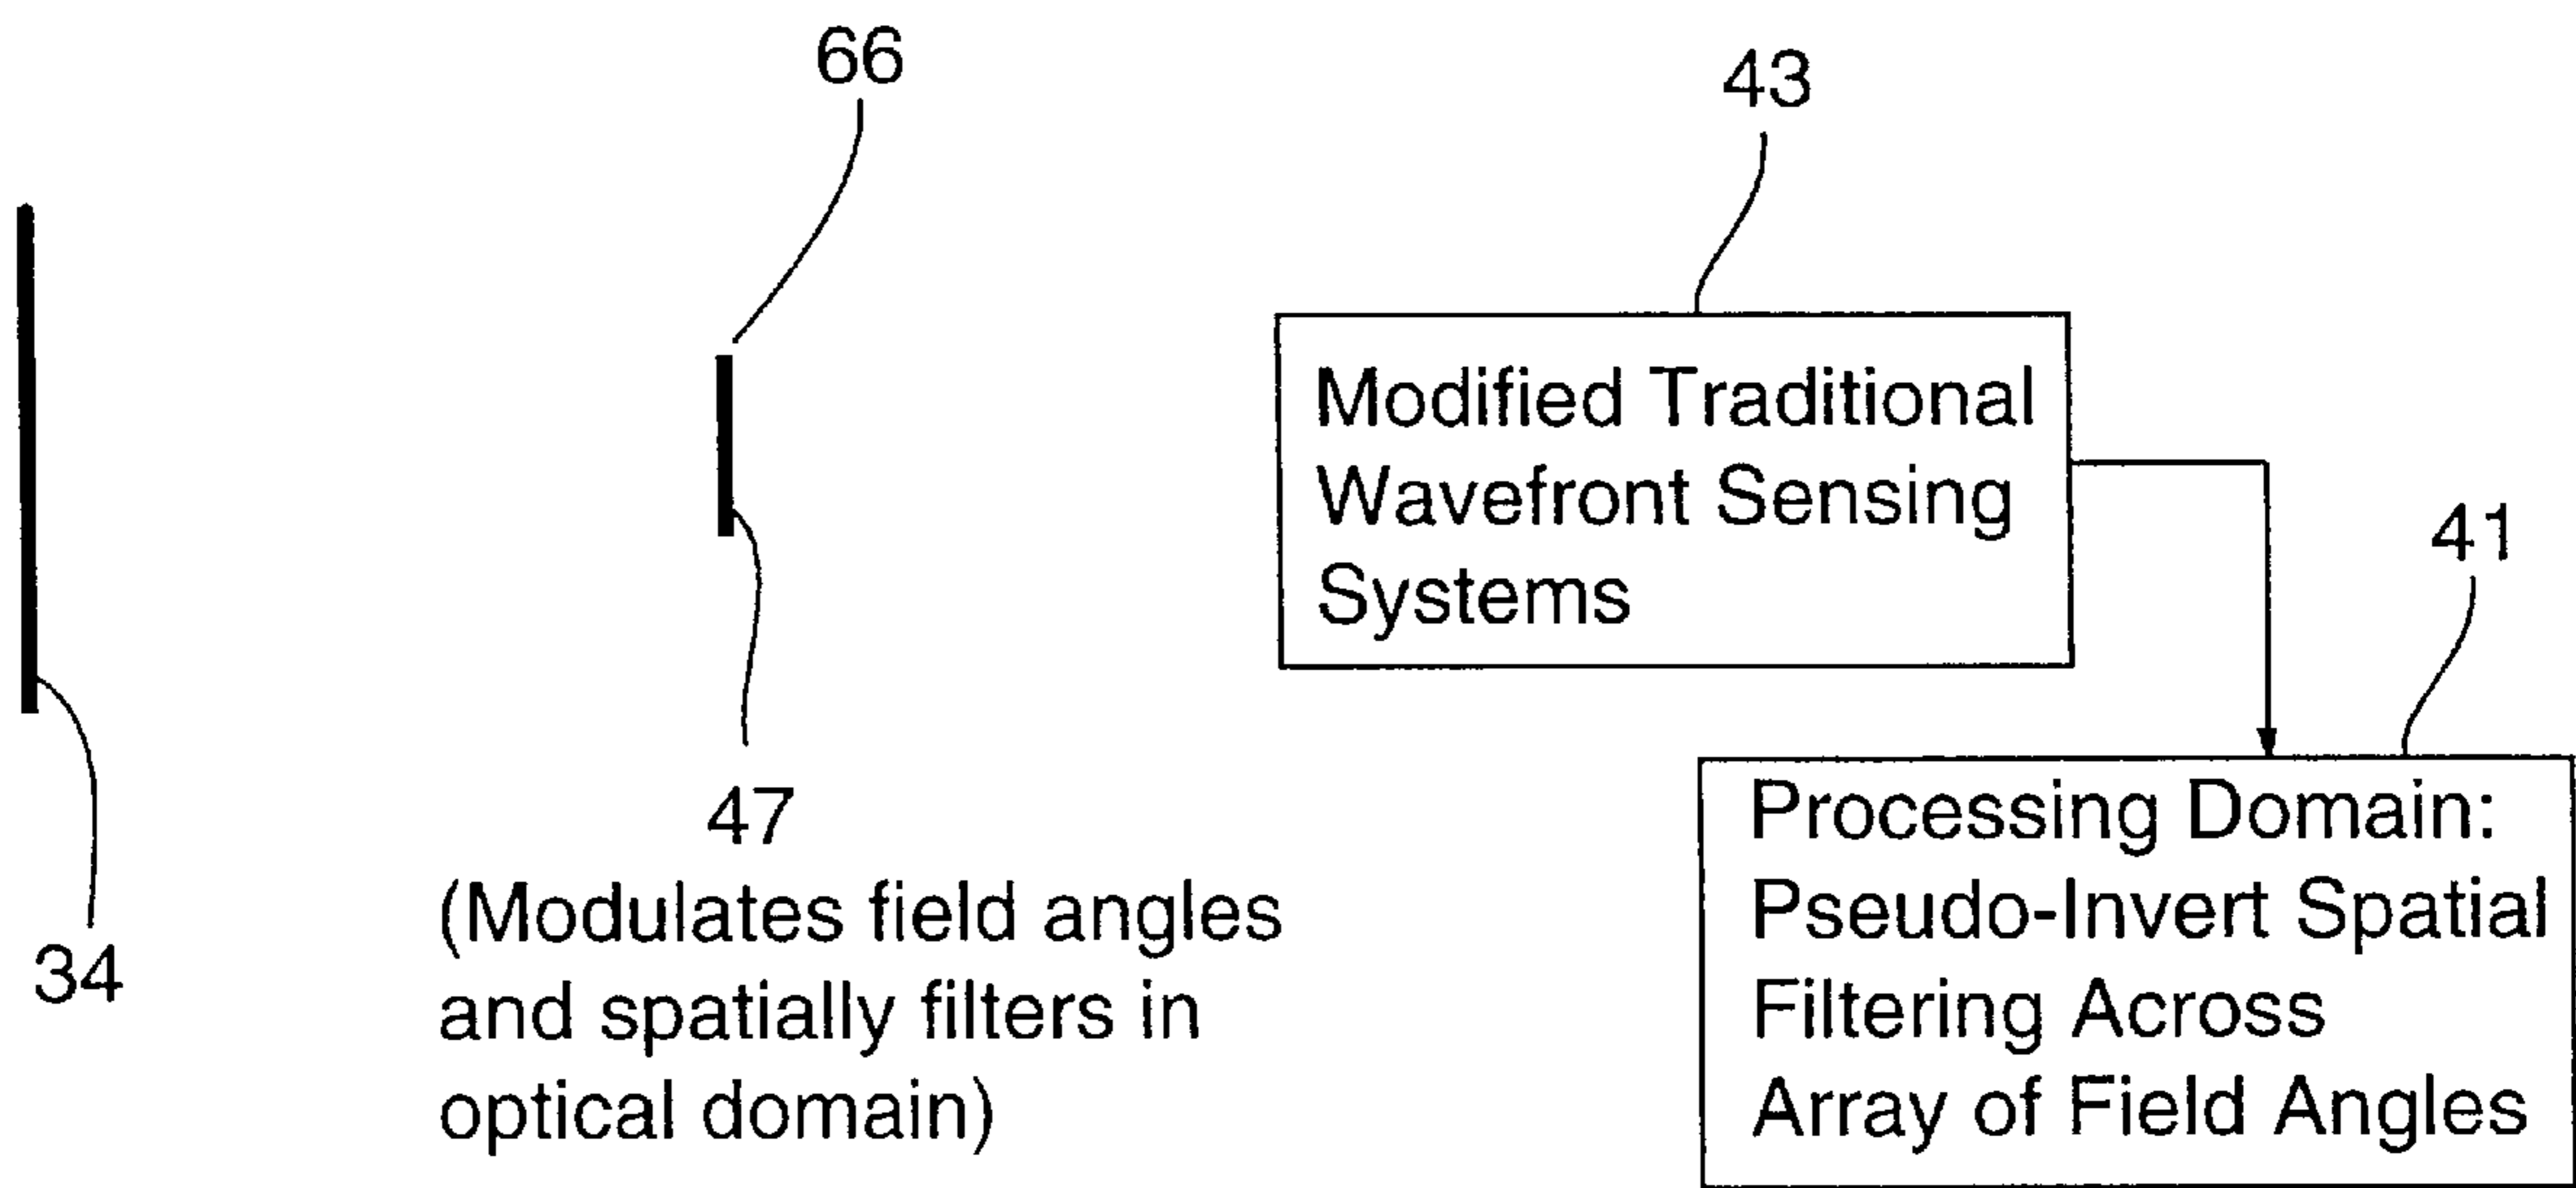 66
43
Modified Traditional
Wavefront Sensing
Systems
41
47
(Modulates field angles
and spatially filters in
optical domain)
34
Processing Domain:
Pseudo-Invert Spatial
Filtering Across
Array of Field Angles